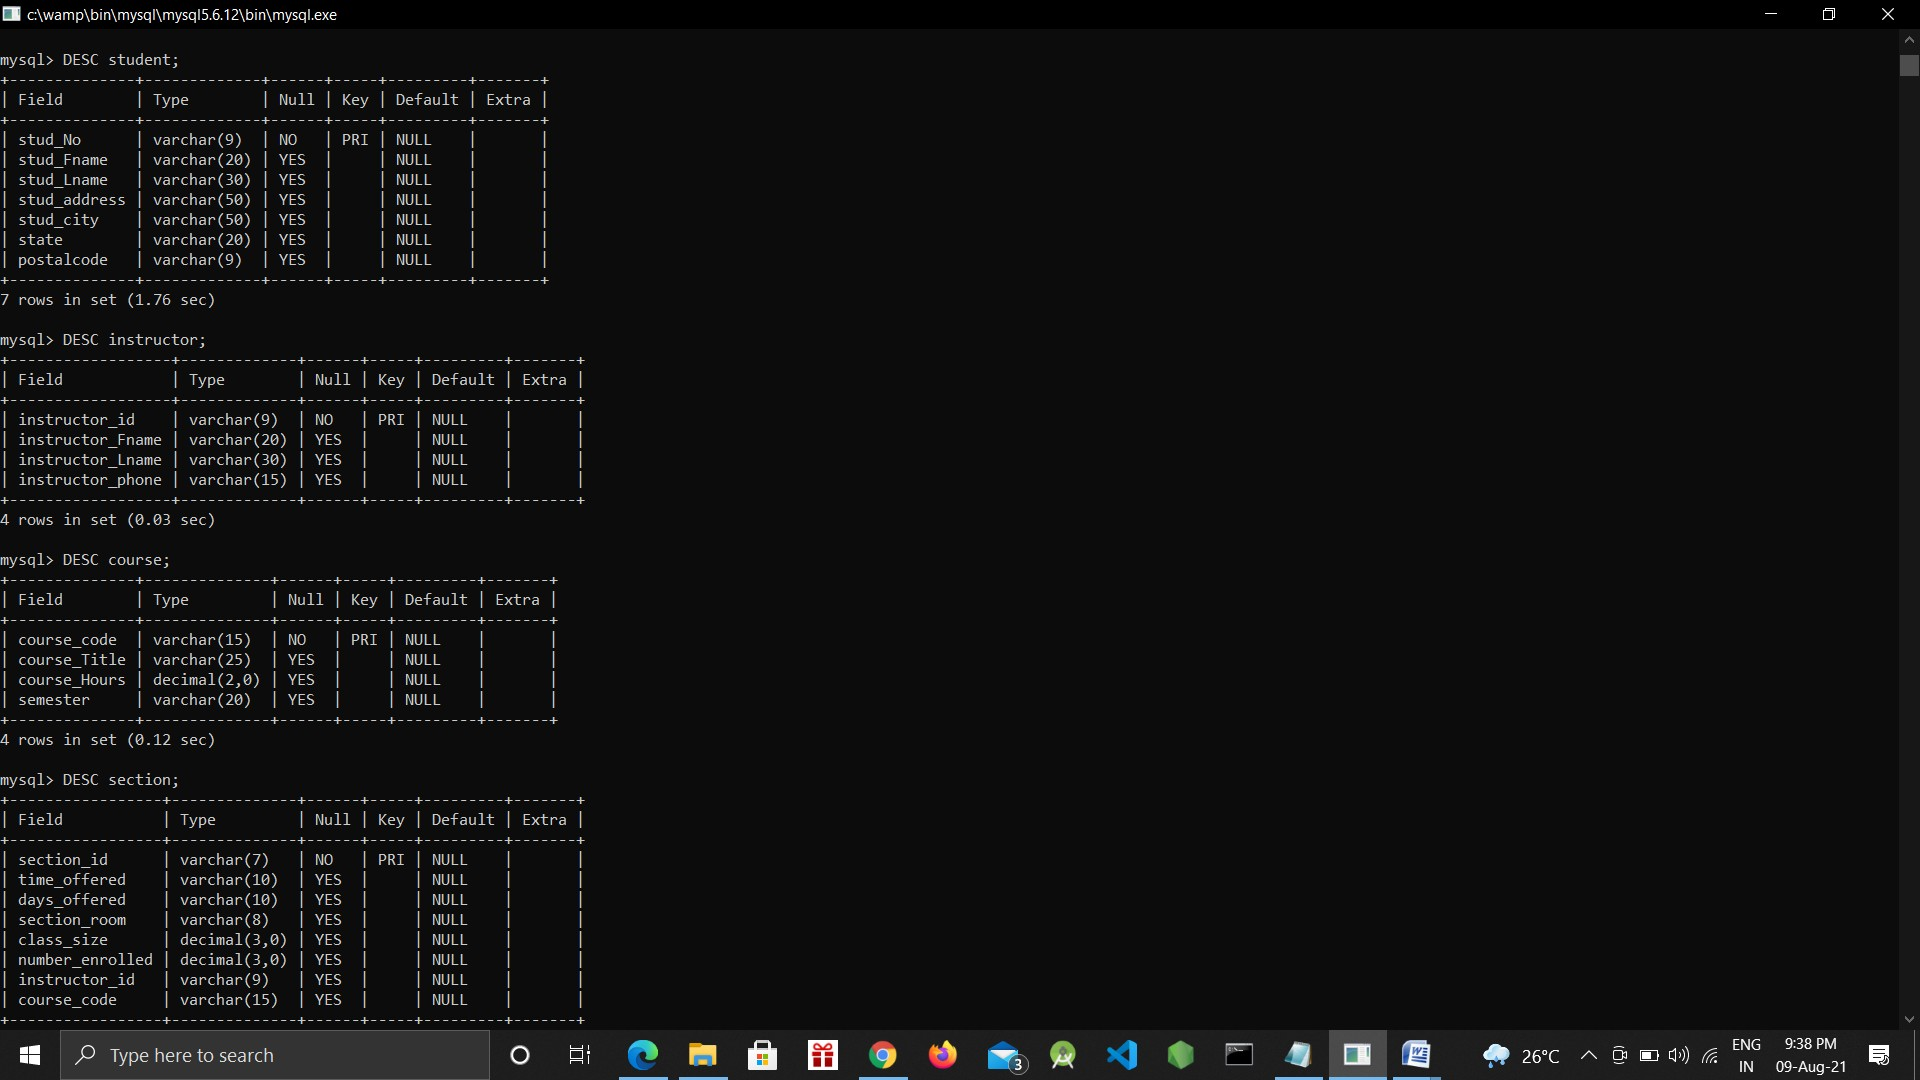 c:\wamp\bin\mysql\mysql5.6.12\bin\mysql.exe
mysql> DESC student;
+--------------+-------------+------+-----+---------+-------+
| Field        | Type        | Null | Key | Default | Extra |
+--------------+-------------+------+-----+---------+-------+
| stud_No      | varchar(9)  | NO   | PRI | NULL    |       |
| stud_Fname   | varchar(20) | YES  |     | NULL    |       |
| stud_Lname   | varchar(30) | YES  |     | NULL    |       |
| stud_address | varchar(50) | YES  |     | NULL    |       |
| stud_city    | varchar(50) | YES  |     | NULL    |       |
| state        | varchar(20) | YES  |     | NULL    |       |
| postalcode   | varchar(9)  | YES  |     | NULL    |       |
+--------------+-------------+------+-----+---------+-------+
7 rows in set (1.76 sec)
mysql> DESC instructor;
+------------------+-------------+------+-----+---------+-------+
| Field            | Type        | Null | Key | Default | Extra |
+------------------+-------------+------+-----+---------+-------+
| instructor_id    | varchar(9)  | NO   | PRI | NULL    |       |
| instructor_Fname | varchar(20) | YES  |     | NULL    |       |
| instructor_Lname | varchar(30) | YES  |     | NULL    |       |
| instructor_phone | varchar(15) | YES  |     | NULL    |       |
+------------------+-------------+------+-----+---------+-------+
4 rows in set (0.03 sec)
mysql> DESC course;
+--------------+--------------+------+-----+---------+-------+
| Field        | Type         | Null | Key | Default | Extra |
+--------------+--------------+------+-----+---------+-------+
| course_code  | varchar(15)  | NO   | PRI | NULL    |       |
| course_Title | varchar(25)  | YES  |     | NULL    |       |
| course_Hours | decimal(2,0) | YES  |     | NULL    |       |
| semester     | varchar(20)  | YES  |     | NULL    |       |
+--------------+--------------+------+-----+---------+-------+
4 rows in set (0.12 sec)
mysql> DESC section;
+-----------------+--------------+------+-----+---------+-------+
| Field           | Type         | Null | Key | Default | Extra |
+-----------------+--------------+------+-----+---------+-------+
| section_id      | varchar(7)   | NO   | PRI | NULL    |       |
| time_offered    | varchar(10)  | YES  |     | NULL    |       |
| days_offered    | varchar(10)  | YES  |     | NULL    |       |
| section_room    | varchar(8)   | YES  |     | NULL    |       |
| class_size      | decimal(3,0) | YES  |     | NULL    |       |
| number_enrolled | decimal(3,0) | YES  |     | NULL    |       |
| instructor_id   | varchar(9)   | YES  |     | NULL    |       |
| course_code     | varchar(15)  | YES  |     | NULL    |       |
+-----------------+--------------+------+-----+---------+-------+
Type here to search
3
26°C
ENG
IN
9:38 PM
09-Aug-21